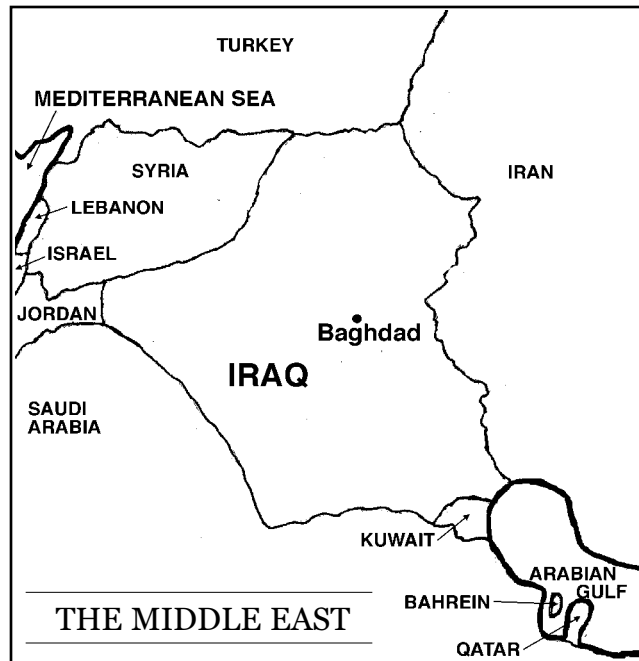 TURKEY
MEDITERRANEAN SEA
SYRIA
IRAN
LEBANON
ISRAEL
JORDAN
Baghdad
IRAQ
SAUDI
ARABIA
KUWAIT
ARABIAN
GULF
BAHREIN
QATAR
THE MIDDLE EAST